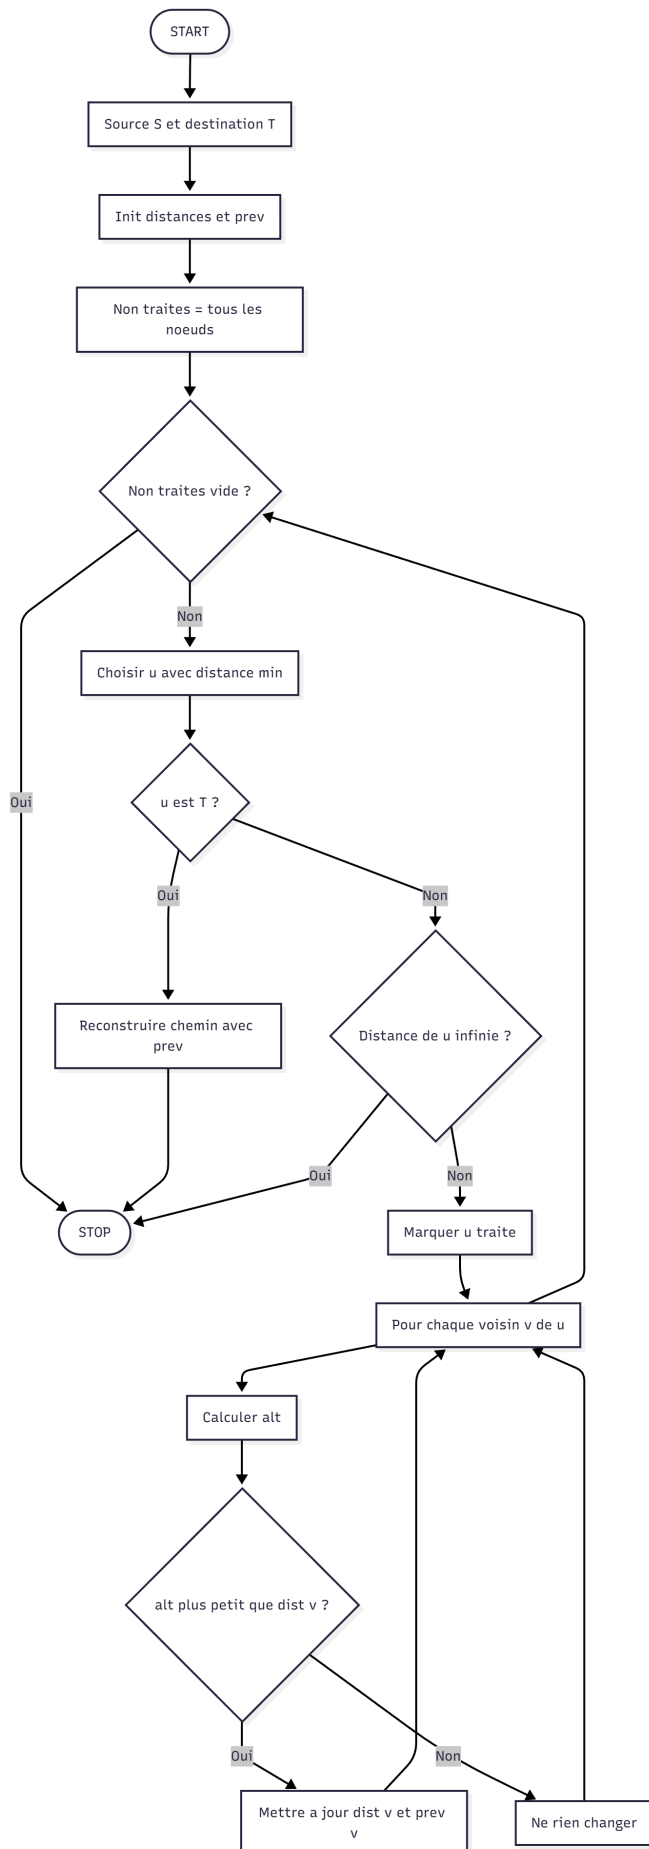 START
Source S et destination T
Init distances et prev
Non traites = tous les
noeuds
Non traites vide ?
Non
Choisir u avec distance min
Oui
u est T ?
Oui
Non
Reconstruire chemin avec
prev
Distance de u infinie ?
Oui
Non
STOP
Marquer u traite
Pour chaque voisin v de u
Calculer alt
alt plus petit que dist v ?
Oui
Non
Mettre a jour dist v et prev
v
Ne rien changer